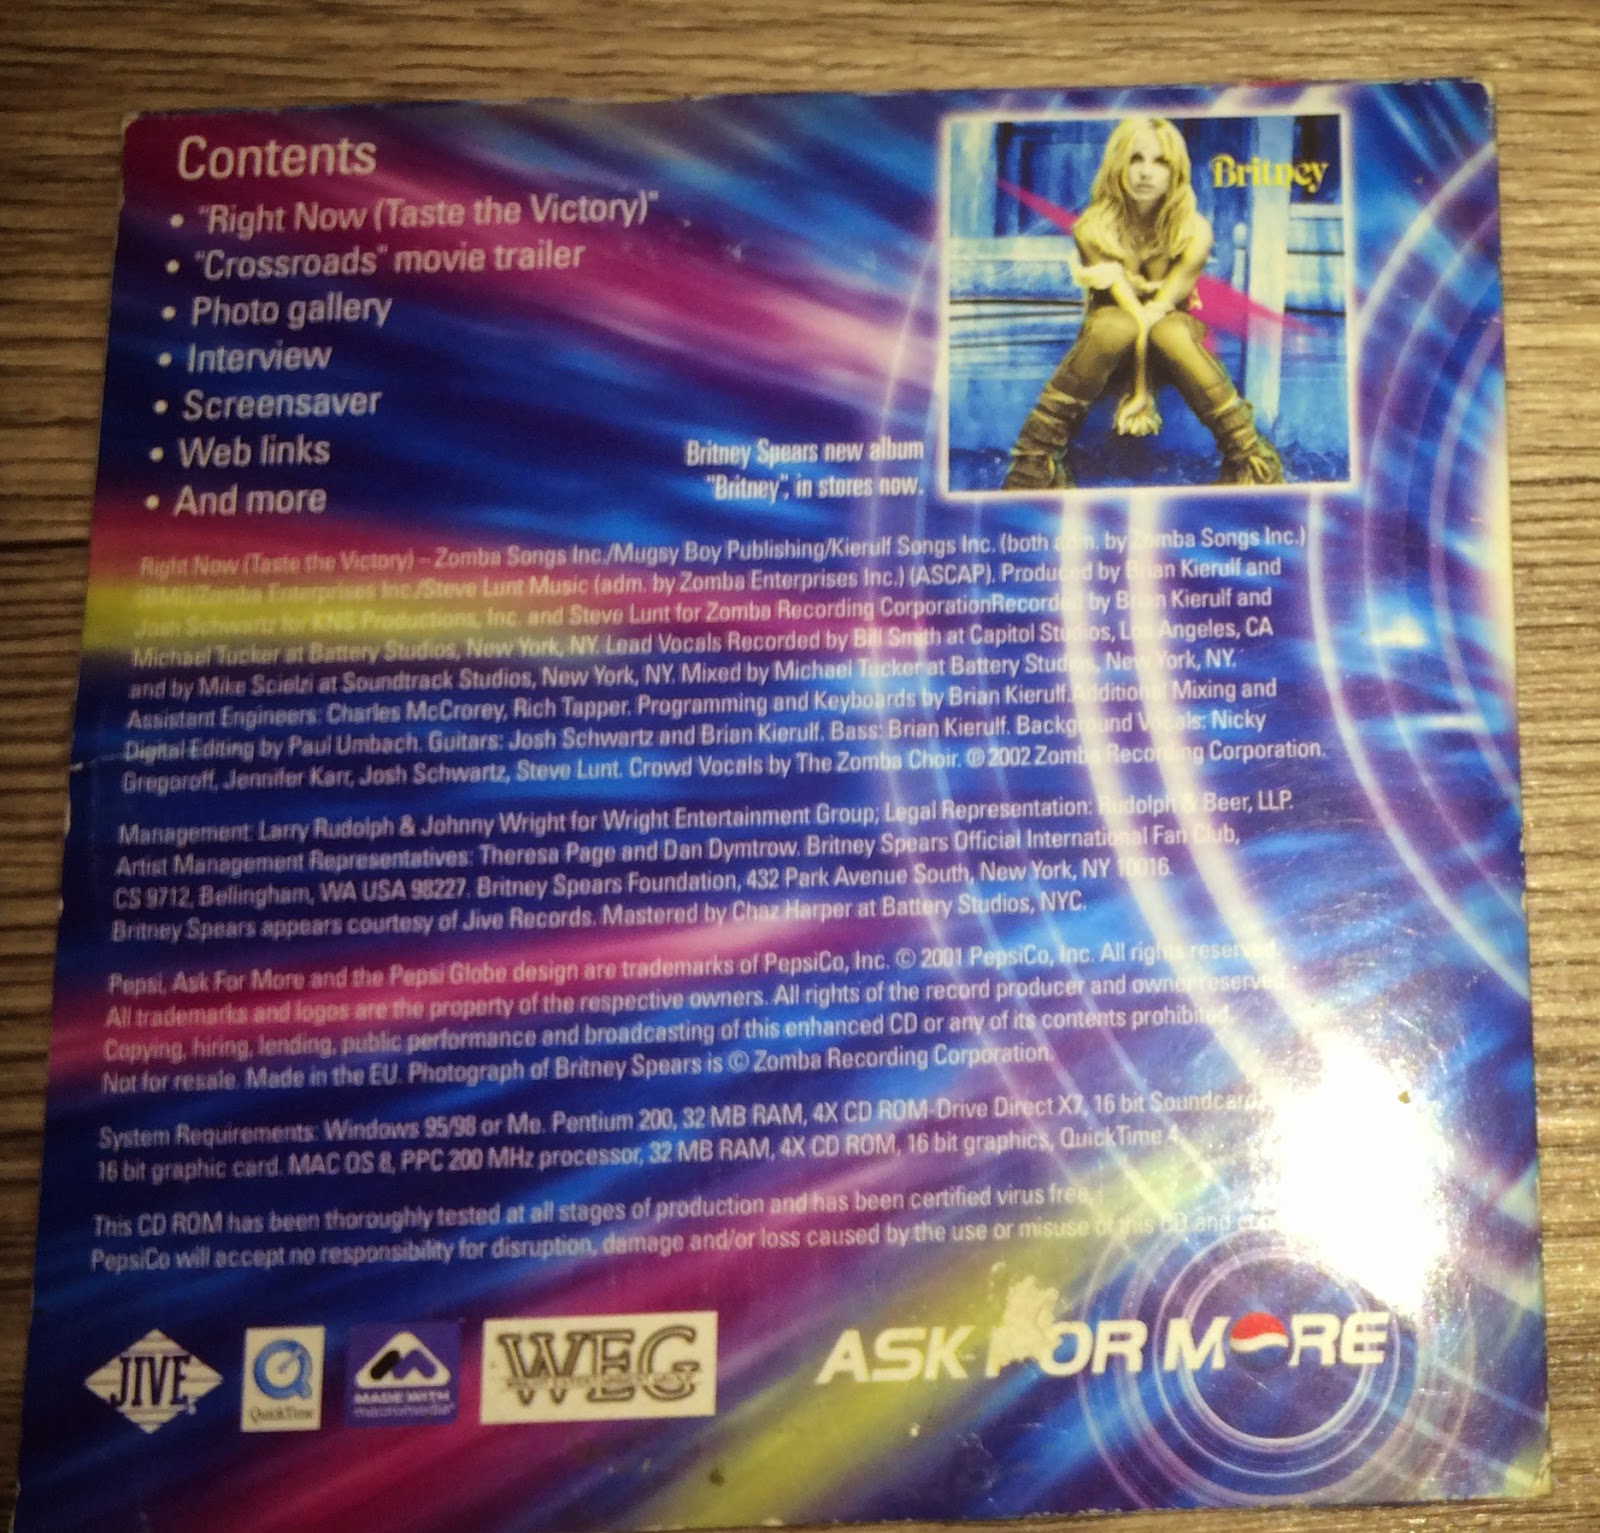 Contents
• "Right Now (Taste the Victory)"
• "Crossroads" movie trailer
• Photo gallery
• Interview
• Screensaver
• Web links
• And more
Britney
Britney Spears new album
"Britney", in stores now.
Right Now (Taste the Victory) – Zomba Songs Inc./Mugsy Boy Publishing/Kierulf Songs Inc. (both adm. by Zomba Songs Inc.)
(BMI)/Zomba Enterprises Inc./Steve Lunt Music (adm. by Zomba Enterprises Inc.) (ASCAP). Produced by Brian Kierulf and
Josh Schwartz for KNS Productions, Inc. and Steve Lunt for Zomba Recording CorporationRecorded by Brian Kierulf and
Michael Tucker at Battery Studios, New York, NY. Lead Vocals Recorded by Bill Smith at Capitol Studios, Los Angeles, CA
and by Mike Scielzi at Soundtrack Studios, New York, NY. Mixed by Michael Tucker at Battery Studios, New York, NY.
Assistant Engineers: Charles McCrorey, Rich Tapper. Programming and Keyboards by Brian Kierulf. Additional Mixing and
Digital Editing by Paul Umbach. Guitars: Josh Schwartz and Brian Kierulf. Bass: Brian Kierulf. Background Vocals: Nicky
Gregoroff, Jennifer Karr, Josh Schwartz, Steve Lunt. Crowd Vocals by The Zomba Choir. ℗ 2002 Zomba Recording Corporation.
Management: Larry Rudolph & Johnny Wright for Wright Entertainment Group; Legal Representation: Rudolph & Beer, LLP.
Artist Management Representatives: Theresa Page and Dan Dymtrow. Britney Spears Official International Fan Club,
CS 9712, Bellingham, WA USA 98227. Britney Spears Foundation, 432 Park Avenue South, New York, NY 10016.
Britney Spears appears courtesy of Jive Records. Mastered by Chaz Harper at Battery Studios, NYC.
Pepsi, Ask For More and the Pepsi Globe design are trademarks of PepsiCo, Inc. © 2001 PepsiCo, Inc. All rights reserved.
All trademarks and logos are the property of the respective owners. All rights of the record producer and owner reserved.
Copying, hiring, lending, public performance and broadcasting of this enhanced CD or any of its contents prohibited.
Not for resale. Made in the EU. Photograph of Britney Spears is © Zomba Recording Corporation.
System Requirements: Windows 95/98 or Me. Pentium 200, 32 MB RAM, 4X CD ROM-Drive Direct X7, 16 bit Soundcard,
16 bit graphic card. MAC OS 8, PPC 200 MHz processor, 32 MB RAM, 4X CD ROM, 16 bit graphics, QuickTime 4.
This CD ROM has been thoroughly tested at all stages of production and has been certified virus free,
PepsiCo will accept no responsibility for disruption, damage and/or loss caused by the use or misuse of this CD and
JIVE
QuickTime
MADE WITH
macromedia
WEG
ASK FOR MORE